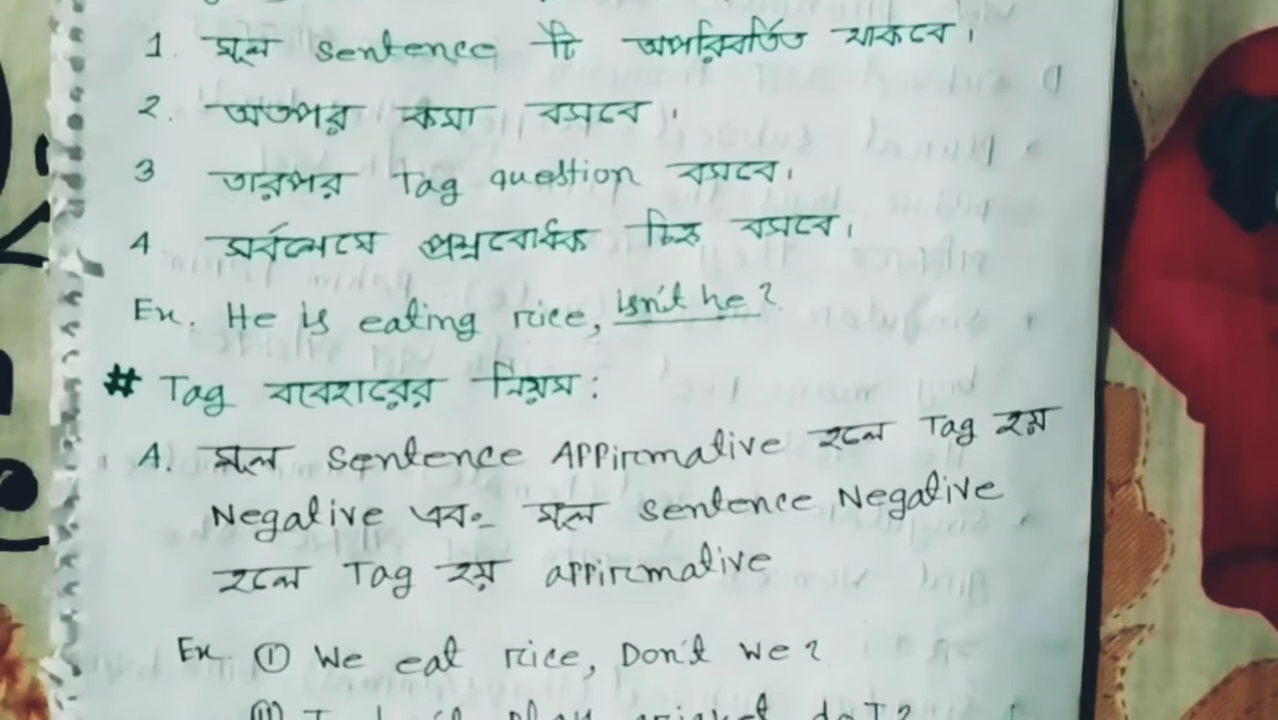 1. মূল sentence টি অপরিবর্তিত থাকবে।
2. অতপর কমা বসবে।
3 তারপর Tag question বসবে।
4 সর্বশেষে প্রশ্নবোধক চিহ্ন বসবে।
Ex. He is eating rice, isn't he?
# Tag ব্যবহারের নিয়ম:
A. মূল sentence Appirmative হলে Tag হয়
Negative এবং মূল sentence Negative
হলে Tag হয় appirmative
Ex ① We eat rice, Don't we?